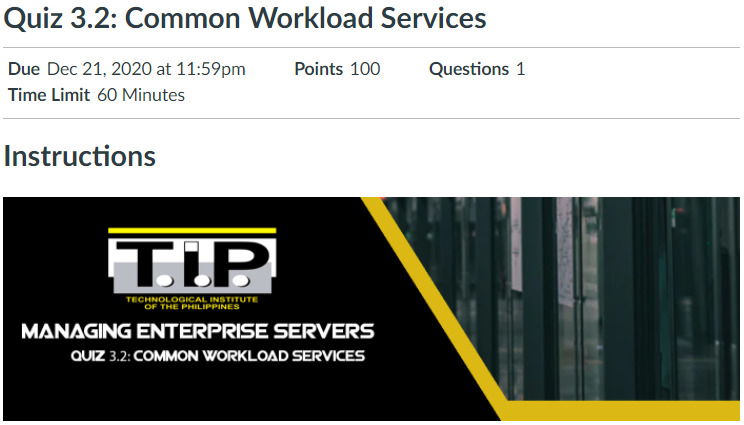 Quiz 3.2: Common Workload Services
Due Dec 21, 2020 at 11:59pm Points 100 Questions 1
Time Limit 60 Minutes
Instructions
T.I.P.
TECHNOLOGICAL INSTITUTE
OF THE PHILIPPINES
MANAGING ENTERPRISE SERVERS
QUIZ 3.2: COMMON WORKLOAD SERVICES